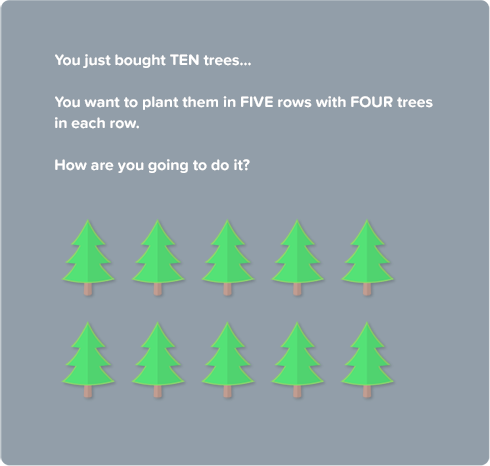 You just bought TEN trees...
You want to plant them in FIVE rows with FOUR trees
in each row.
How are you going to do it?